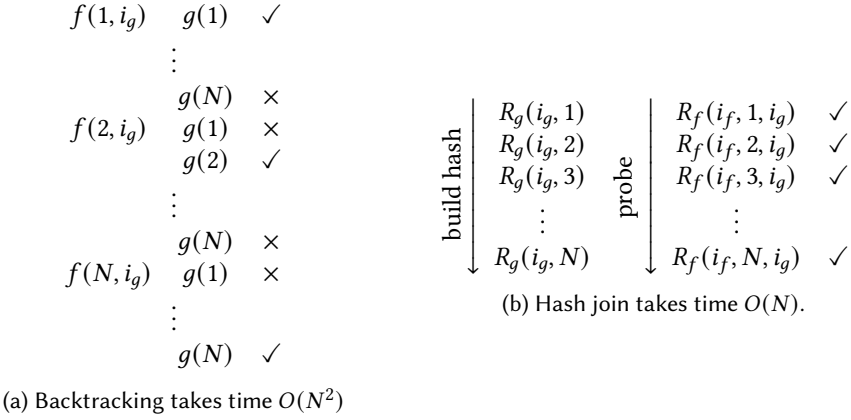 f(1, i_g) g(1) ✓
⋮
g(N) ×
f(2, i_g) g(1) ×
g(2) ✓
⋮
g(N) ×
f(N, i_g) g(1) ×
⋮
g(N) ✓
(a) Backtracking takes time O(N²)
build hash
R_g(i_g, 1)
R_g(i_g, 2)
R_g(i_g, 3)
⋮
R_g(i_g, N)
probe
R_f(i_f, 1, i_g) ✓
R_f(i_f, 2, i_g) ✓
R_f(i_f, 3, i_g) ✓
⋮
R_f(i_f, N, i_g) ✓
(b) Hash join takes time O(N).